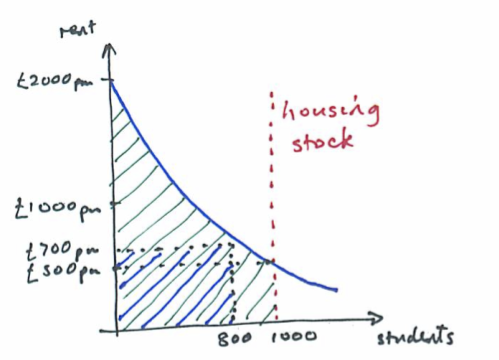 rent
£2000pm
housing
stock
£1000pm
£700pm
£500pm
800 1000
students